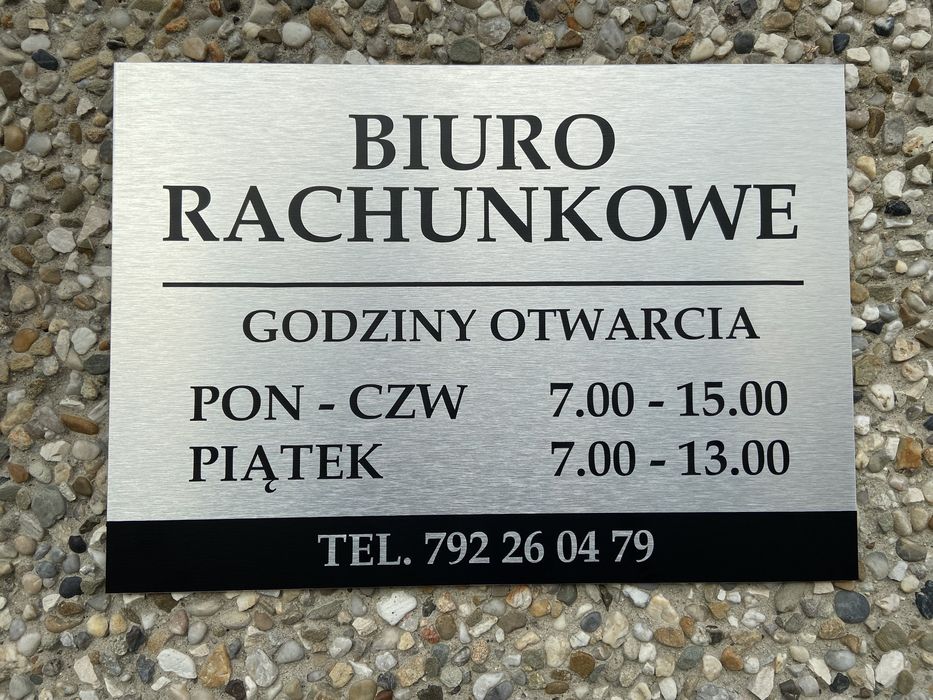 BIURO
RACHUNKOWE
GODZINY OTWARCIA
PON - CZW 7.00 - 15.00
PIĄTEK 7.00 - 13.00
TEL. 792 26 04 79